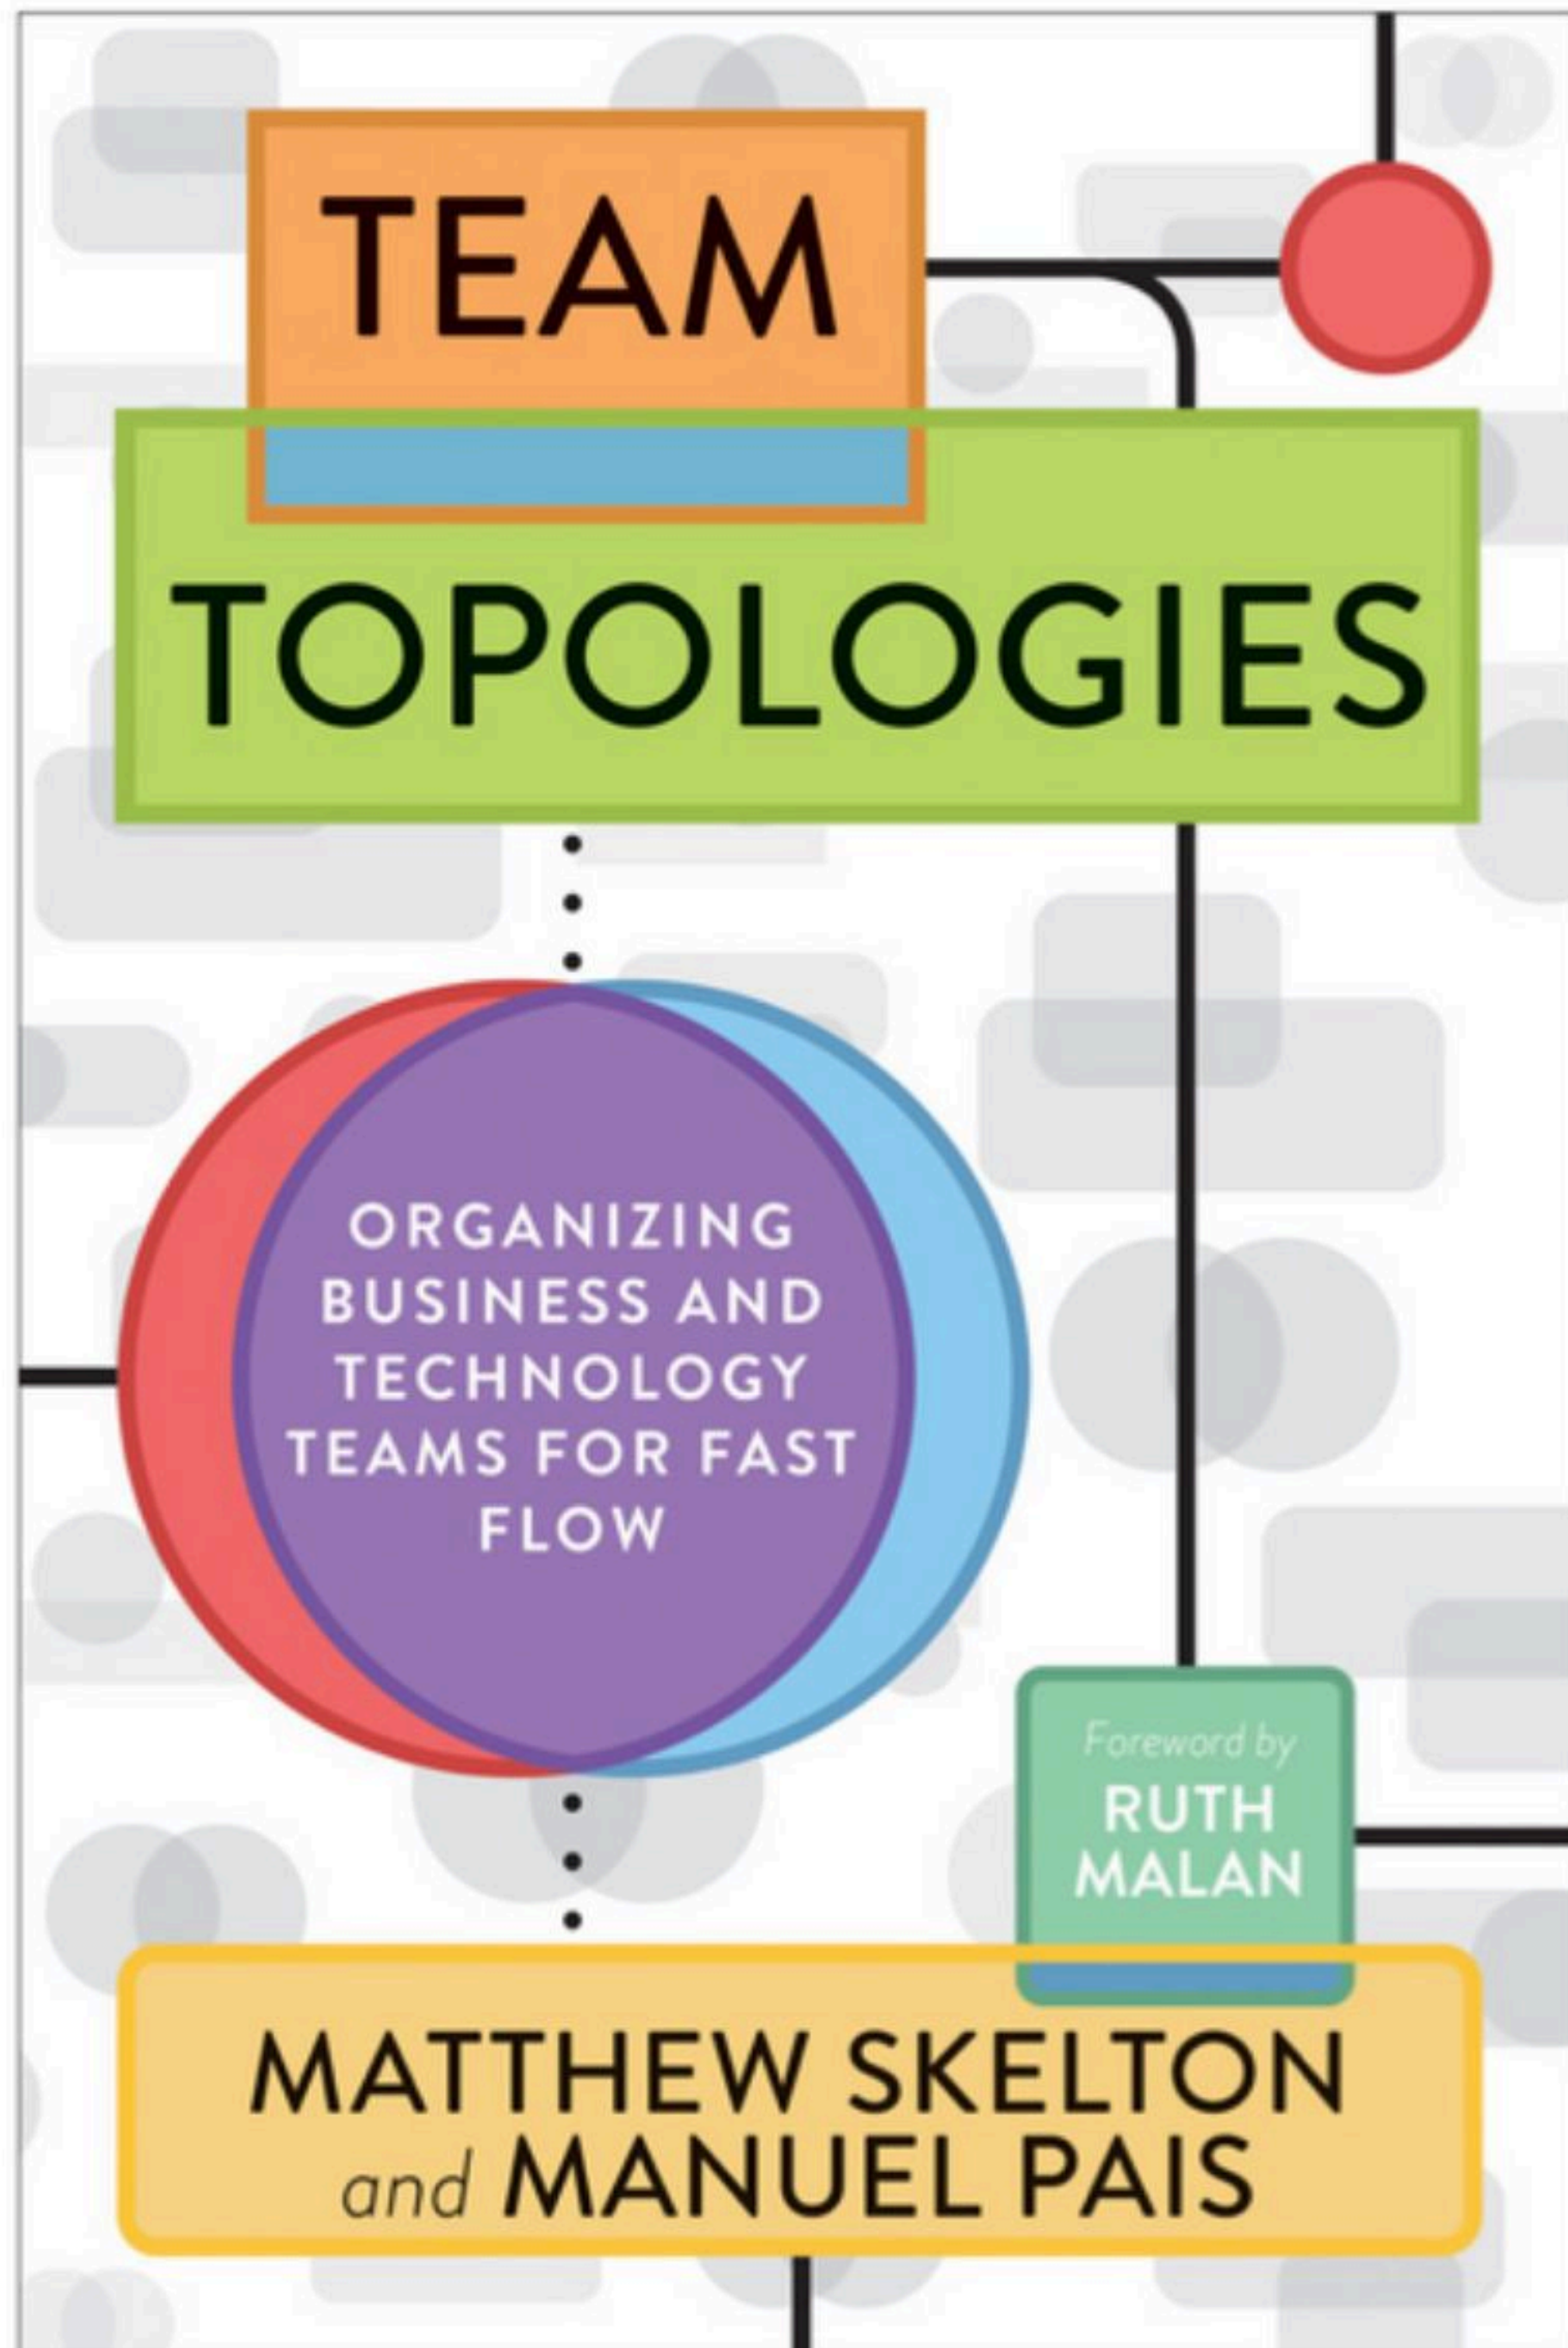 TEAM
TOPOLOGIES
ORGANIZING
BUSINESS AND
TECHNOLOGY
TEAMS FOR FAST
FLOW
Foreword by
RUTH
MALAN
MATTHEW SKELTON
and MANUEL PAIS